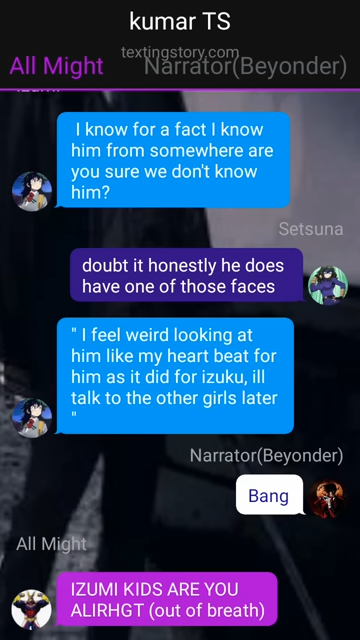 kumar TS
textingstory.com
All Might
Narrator(Beyonder)
I know for a fact I know
him from somewhere are
you sure we don't know
him?
Setsuna
doubt it honestly he does
have one of those faces
" I feel weird looking at
him like my heart beat for
him as it did for izuku, ill
talk to the other girls later
"
Narrator(Beyonder)
Bang
All Might
IZUMI KIDS ARE YOU
ALIRHGT (out of breath)